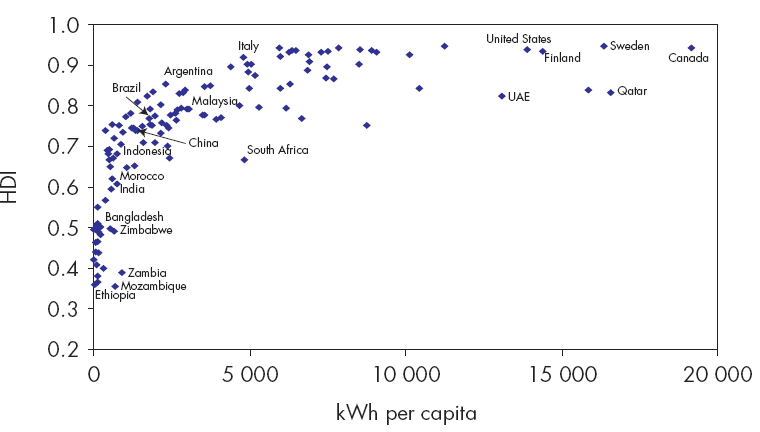 1.0
0.9
0.8
0.7
0.6
0.5
0.4
0.3
0.2
HDI
Italy
United States
Sweden
Finland
Canada
Argentina
Brazil
Malaysia
UAE
Qatar
China
Indonesia
South Africa
Morocco
India
Bangladesh
Zimbabwe
Zambia
Mozambique
Ethiopia
0
5 000
10 000
15 000
20 000
kWh per capita